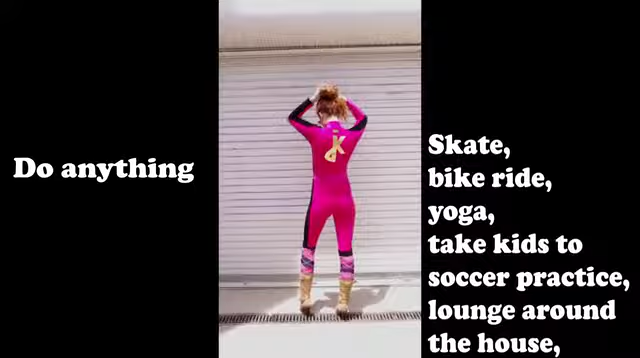 Do anything
K
Skate,
bike ride,
yoga,
take kids to
soccer practice,
lounge around
the house,